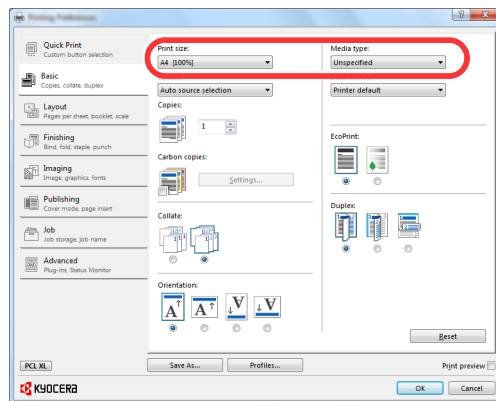 Printing Preferences
Quick Print
Custom button selection
Basic
Copies, collate, duplex
Layout
Pages per sheet, booklet, scale
Finishing
Bind, fold, staple, punch
Imaging
Image, graphics, fonts
Publishing
Cover mode, page insert
Job
Job storage, job name
Advanced
Plug-ins, Status Monitor
Print size:
A4 [100%]
Auto source selection
Copies:
1
Carbon copies:
Settings...
Collate:
Orientation:
Media type:
Unspecified
Printer default
EcoPrint:
Duplex:
Reset
PCL XL
Save As...
Profiles...
Print preview
KYOCERA
OK
Cancel